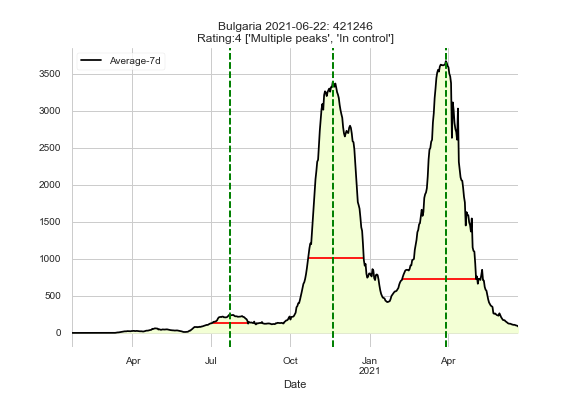 Bulgaria 2021-06-22: 421246
Rating:4 ['Multiple peaks', 'In control']
Average-7d
3500
3000
2500
2000
1500
1000
500
0
Apr Jul Oct Jan Apr
2021
Date